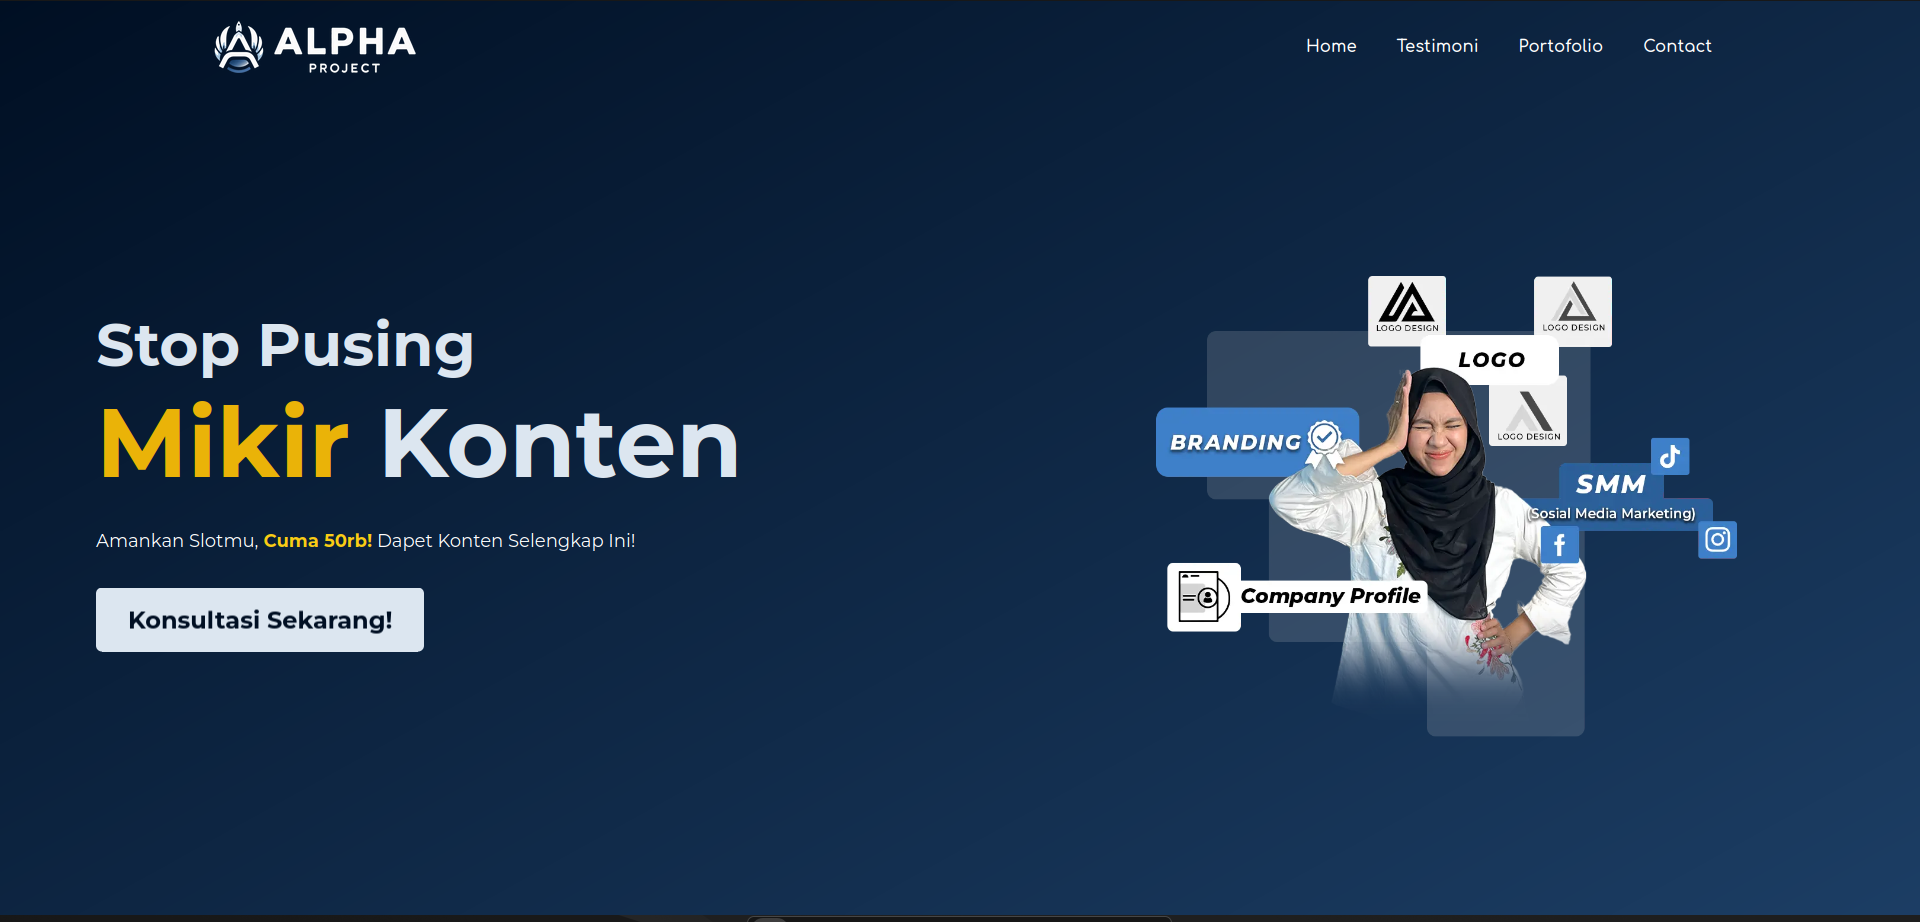 ALPHA
PROJECT
Home Testimoni Portofolio Contact
Stop Pusing
Mikir Konten
Amankan Slotmu, Cuma 50rb! Dapet Konten Selengkap Ini!
Konsultasi Sekarang!
LOGO DESIGN
LOGO DESIGN
LOGO
LOGO DESIGN
BRANDING
SMM
(Sosial Media Marketing)
Company Profile